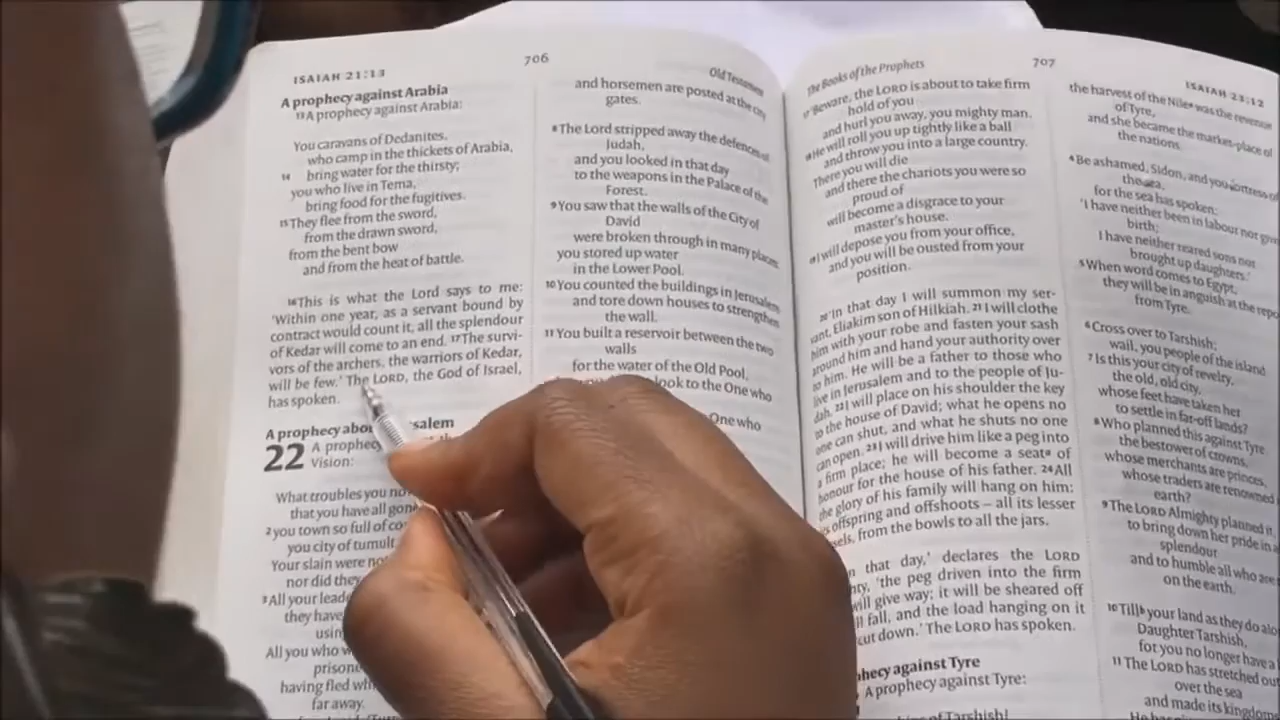 ISAIAH 21:13
706
Old Testament
A prophecy against Arabia
13 A prophecy against Arabia:
You caravans of Dedanites,
who camp in the thickets of Arabia,
14 bring water for the thirsty;
you who live in Tema,
bring food for the fugitives.
15 They flee from the sword,
from the drawn sword,
from the bent bow
and from the heat of battle.
16 This is what the Lord says to me:
'Within one year, as a servant bound by
contract would count it, all the splendour
of Kedar will come to an end. 17 The survi-
vors of the archers, the warriors of Kedar,
will be few.' The LORD, the God of Israel,
has spoken.
A prophecy about
22 A prophecy
Vision:
What troubles you now
that you have all gone
2 you town so full of
you city of tumult
Your slain were not
nor did they
3 All your
they have
All you who
having fled
far away.
and horsemen are posted at the city
gates.
8 The Lord stripped away the defences of
Judah,
and you looked in that day
to the weapons in the Palace of the
Forest.
9 You saw that the walls of the City of
David
were broken through in many places;
you stored up water
in the Lower Pool.
10 You counted the buildings in Jerusalem
and tore down houses to strengthen
the wall.
11 You built a reservoir between the two
walls
for the water of the Old Pool,
look to the One who
One who
The Books of the Prophets
707
ISAIAH 23:12
17 'Beware, the LORD is about to take firm
hold of you
and hurl you away, you mighty man.
18 He will roll you up tightly like a ball
and throw you into a large country.
There you will die
and there the chariots you were so
proud of
will become a disgrace to your
master's house.
19 I will depose you from your office,
and you will be ousted from your
position.
20 'In that day I will summon my ser-
vant, Eliakim son of Hilkiah. 21 I will clothe
him with your robe and fasten your sash
around him and hand your authority over
to him. He will be a father to those who
live in Jerusalem and to the people of Ju-
dah. 22 I will place on his shoulder the key
to the house of David; what he opens no
one can shut, and what he shuts no one
can open. 23 I will drive him like a peg into
a firm place; he will become a seat of
honour for the house of his father. 24 All
the glory of his family will hang on him:
its offspring and offshoots – all its lesser
from the bowls to all the jars.
that day,' declares the LORD
'the peg driven into the firm
will give way; it will be sheared off
fall, and the load hanging on it
cut down.' The LORD has spoken.
against Tyre
A prophecy against Tyre:
of Tarshish!
the harvest of the Nile was the revenue
of Tyre,
and she became the market-place of
the nations.
4 Be ashamed, Sidon, and you fortress of
the sea,
for the sea has spoken:
'I have neither been in labour nor given
birth;
I have neither reared sons nor
brought up daughters.'
5 When word comes to Egypt,
they will be in anguish at the report
from Tyre.
6 Cross over to Tarshish;
wail, you people of the island
7 Is this your city of revelry,
the old, old city,
whose feet have taken her
to settle in far-off lands?
8 Who planned this against Tyre
the bestower of crowns,
whose merchants are princes,
whose traders are renowned
earth?
9 The LORD Almighty planned it,
to bring down her pride in
splendour
and to humble all who are
on the earth.
10 Till your land as they do
Daughter Tarshish,
for you no longer have a
11 The LORD has stretched out
over the sea
and made its kingdoms